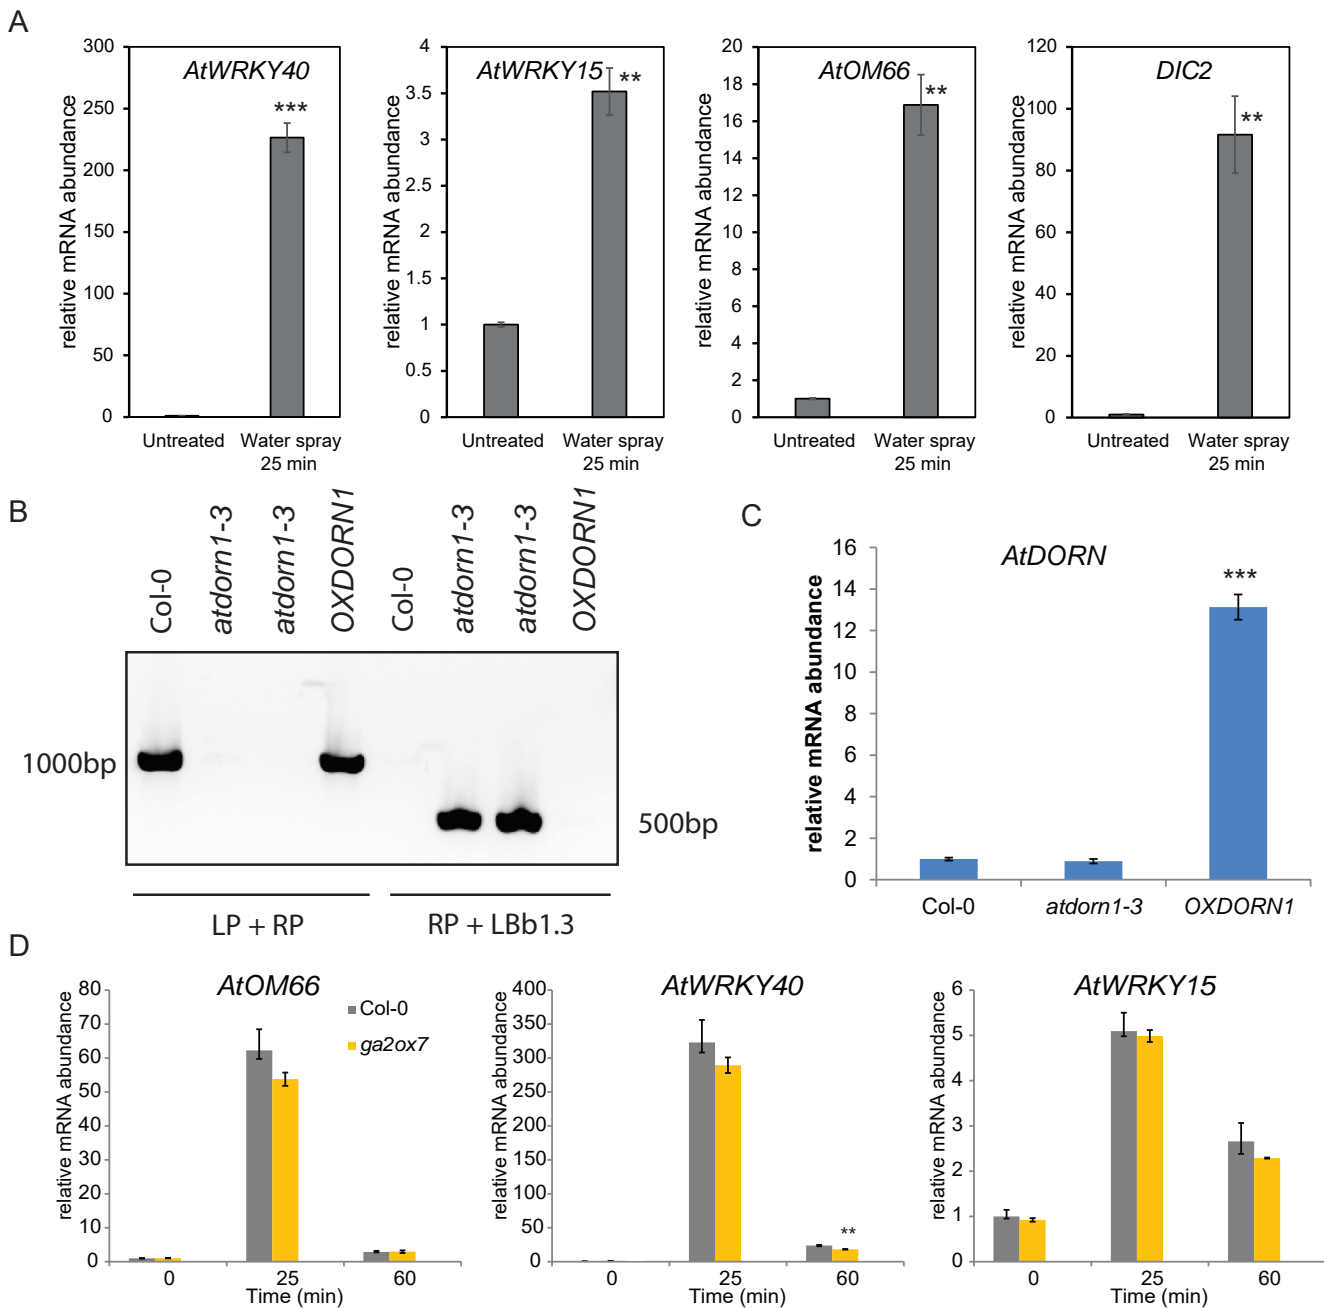 A
AtWRKY40
relative mRNA abundance
300
250
200
150
100
50
0
***
Untreated
Water spray
25 min
AtWRKY15
relative mRNA abundance
4
3.5
3
2.5
2
1.5
1
0.5
0
**
Untreated
Water spray
25 min
AtOM66
relative mRNA abundance
20
18
16
14
12
10
8
6
4
2
0
**
Untreated
Water spray
25 min
DIC2
relative mRNA abundance
120
100
80
60
40
20
0
**
Untreated
Water spray
25 min
B
Col-0
atdorn1-3
atdorn1-3
OXDORN1
Col-0
atdorn1-3
atdorn1-3
OXDORN1
1000bp
500bp
LP + RP
RP + LBb1.3
C
AtDORN
relative mRNA abundance
16
14
12
10
8
6
4
2
0
***
Col-0
atdorn1-3
OXDORN1
D
AtOM66
relative mRNA abundance
80
70
60
50
40
30
20
10
0
Col-0
ga2ox7
0
25
60
Time (min)
AtWRKY40
relative mRNA abundance
400
350
300
250
200
150
100
50
0
**
0
25
60
Time (min)
AtWRKY15
relative mRNA abundance
6
5
4
3
2
1
0
0
25
60
Time (min)